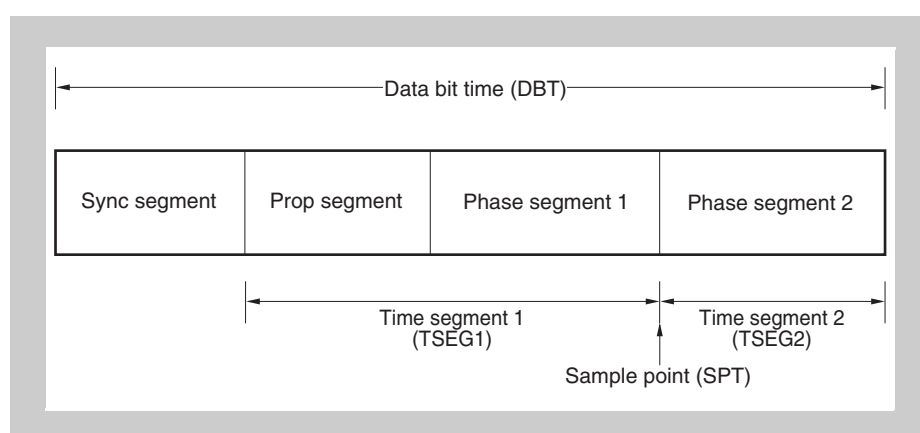 Data bit time (DBT)
Sync segment
Prop segment
Phase segment 1
Phase segment 2
Time segment 1
(TSEG1)
Time segment 2
(TSEG2)
Sample point (SPT)